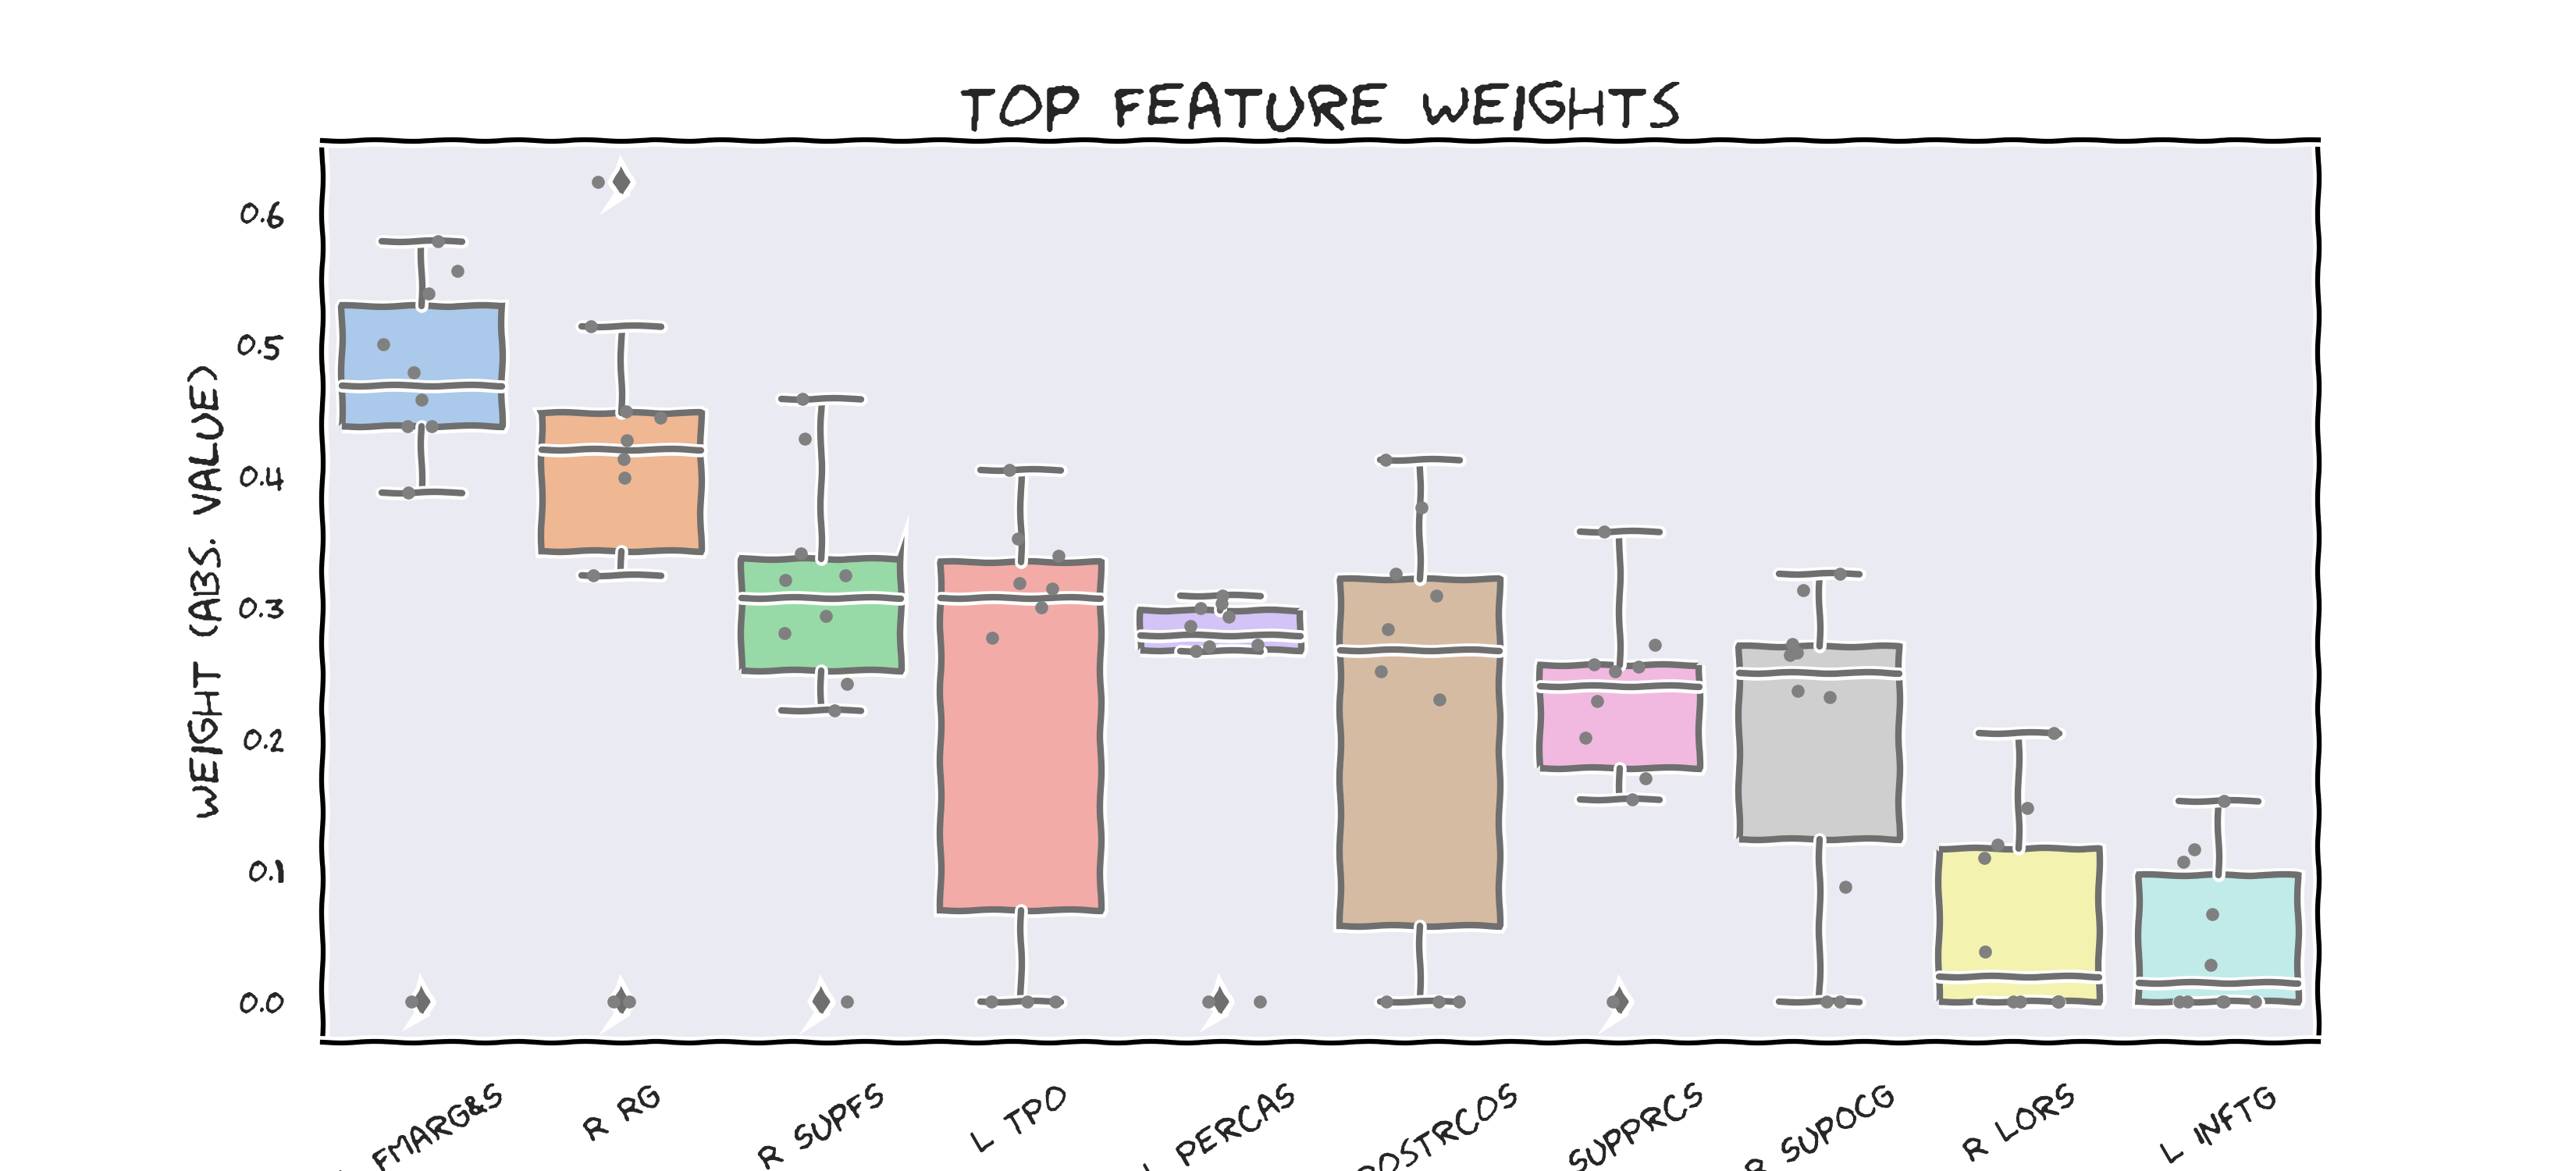 TOP FEATURE WEIGHTS
WEIGHT (ABS. VALUE)
0.6
0.5
0.4
0.3
0.2
0.1
0.0
FMARG&S
R RG
R SUPFS
L TPO
PERCAS
SUPPRCS
R SUPOCG
R LORS
L INFTG